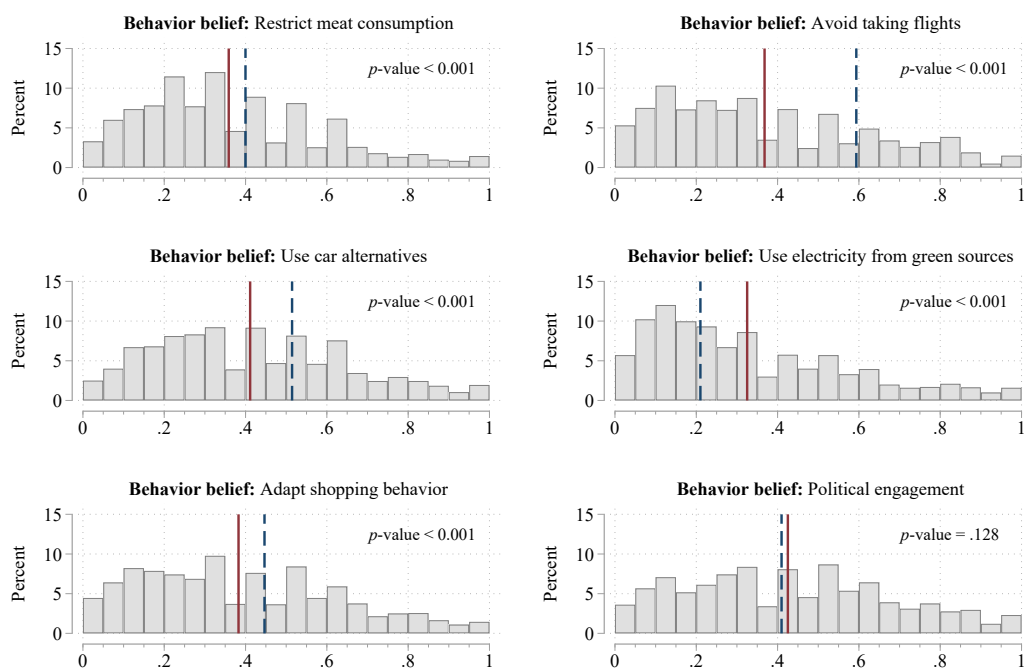 Behavior belief: Restrict meat consumption
15
10
5
0
Percent
p-value < 0.001
0 .2 .4 .6 .8 1
Behavior belief: Avoid taking flights
15
10
5
0
Percent
p-value < 0.001
0 .2 .4 .6 .8 1
Behavior belief: Use car alternatives
15
10
5
0
Percent
p-value < 0.001
0 .2 .4 .6 .8 1
Behavior belief: Use electricity from green sources
15
10
5
0
Percent
p-value < 0.001
0 .2 .4 .6 .8 1
Behavior belief: Adapt shopping behavior
15
10
5
0
Percent
p-value < 0.001
0 .2 .4 .6 .8 1
Behavior belief: Political engagement
15
10
5
0
Percent
p-value = .128
0 .2 .4 .6 .8 1